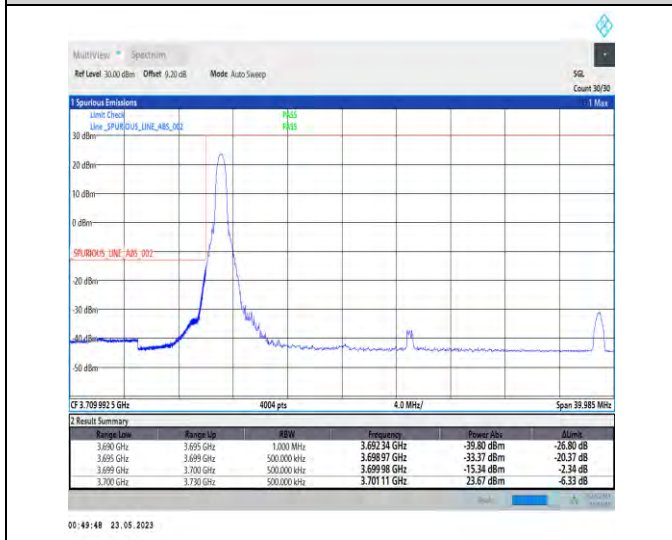 MultiView Spectrum
Ref Level 30.00 dBm Offset 9.20 dB Mode Auto Sweep SGL
Count 30/30
1 Spurious Emissions 1 Max
Limit Check PASS
Line _SPURIOUS_LINE_ABS_002 PASS
30 dBm
20 dBm
10 dBm
0 dBm
_SPURIOUS_LINE_ABS_002
-20 dBm
-30 dBm
-40 dBm
-50 dBm
CF 3.709 992 5 GHz 4004 pts 4.0 MHz/ Span 39.985 MHz
2 Result Summary
Range Low Range Up RBW Frequency Power Abs ΔLimit
3.690 GHz 3.695 GHz 1.000 MHz 3.692 34 GHz -39.80 dBm -26.80 dB
3.695 GHz 3.699 GHz 500.000 kHz 3.698 97 GHz -33.37 dBm -20.37 dB
3.699 GHz 3.700 GHz 500.000 kHz 3.699 98 GHz -15.34 dBm -2.34 dB
3.700 GHz 3.730 GHz 500.000 kHz 3.701 11 GHz 23.67 dBm -6.33 dB
00:49:48 23.05.2023